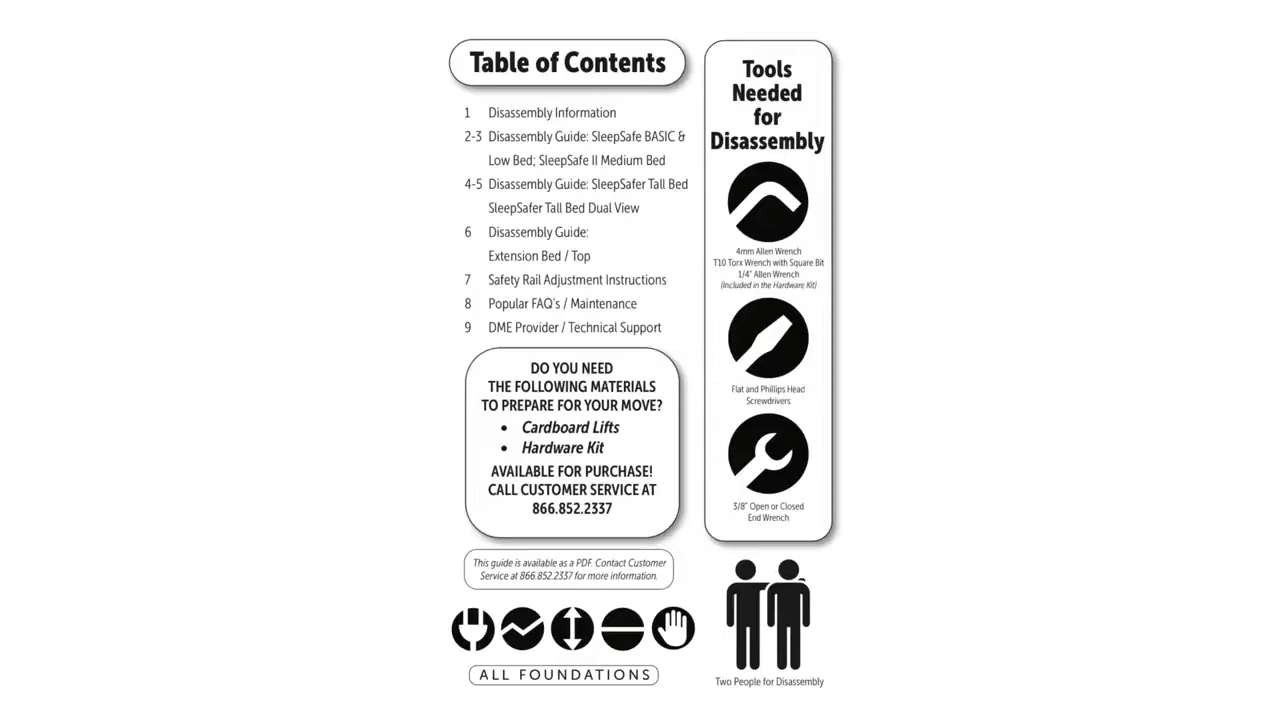 Table of Contents
1 Disassembly Information
2-3 Disassembly Guide: SleepSafe BASIC &
Low Bed; SleepSafe II Medium Bed
4-5 Disassembly Guide: SleepSafer Tall Bed
SleepSafer Tall Bed Dual View
6 Disassembly Guide:
Extension Bed / Top
7 Safety Rail Adjustment Instructions
8 Popular FAQ's / Maintenance
9 DME Provider / Technical Support
DO YOU NEED
THE FOLLOWING MATERIALS
TO PREPARE FOR YOUR MOVE?
• Cardboard Lifts
• Hardware Kit
AVAILABLE FOR PURCHASE!
CALL CUSTOMER SERVICE AT
866.852.2337
This guide is available as a PDF. Contact Customer
Service at 866.852.2337 for more information.
ALL FOUNDATIONS
Tools
Needed
for
Disassembly
4mm Allen Wrench
T10 Torx Wrench with Square Bit
1/4" Allen Wrench
(Included in the Hardware Kit)
Flat and Phillips Head
Screwdrivers
3/8" Open or Closed
End Wrench
Two People for Disassembly